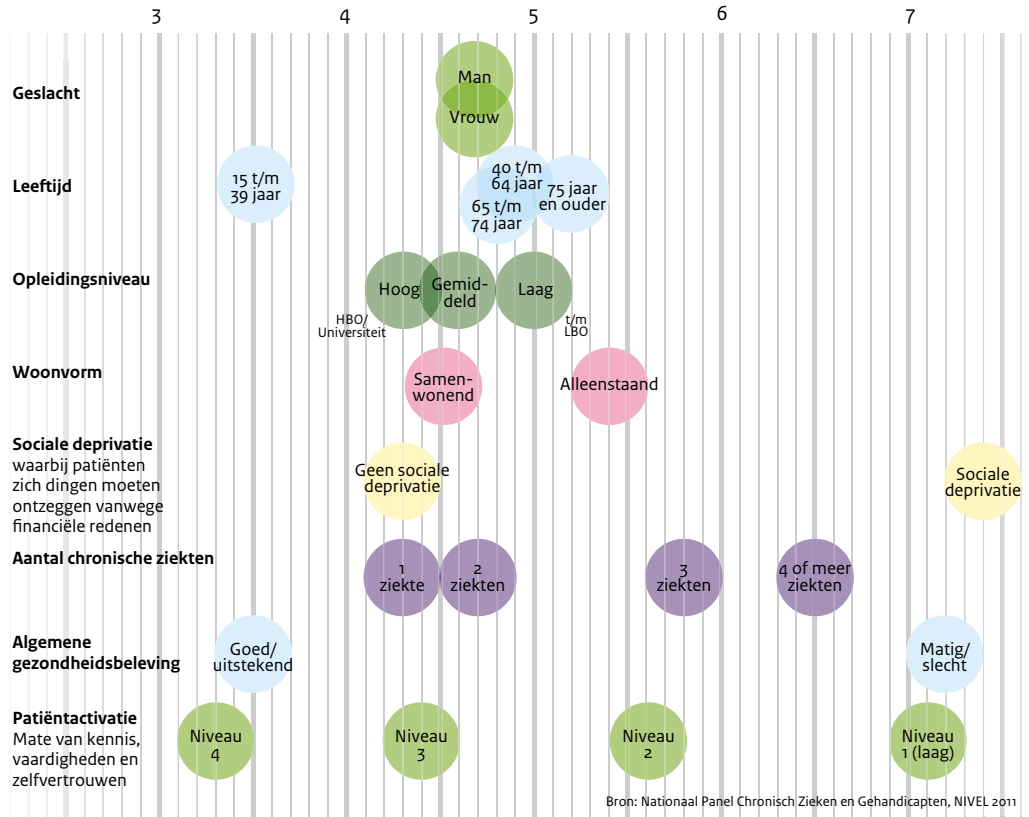 3 4 5 6 7
Geslacht
Man
Vrouw
Leeftijd
15 t/m
39 jaar
40 t/m
64 jaar
65 t/m
74 jaar
75 jaar
en ouder
Opleidingsniveau
Hoog
HBO/
Universiteit
Gemid-
deld
Laag
t/m
LBO
Woonvorm
Samen-
wonend
Alleenstaand
Sociale deprivatie
waarbij patiënten
zich dingen moeten
ontzeggen vanwege
financiële redenen
Geen sociale
deprivatie
Sociale
deprivatie
Aantal chronische ziekten
1
ziekte
2
ziekten
3
ziekten
4 of meer
ziekten
Algemene
gezondheidsbeleving
Goed/
uitstekend
Matig/
slecht
Patiëntactivatie
Mate van kennis,
vaardigheden en
zelfvertrouwen
Niveau
4
Niveau
3
Niveau
2
Niveau
1 (laag)
Bron: Nationaal Panel Chronisch Zieken en Gehandicapten, NIVEL 2011